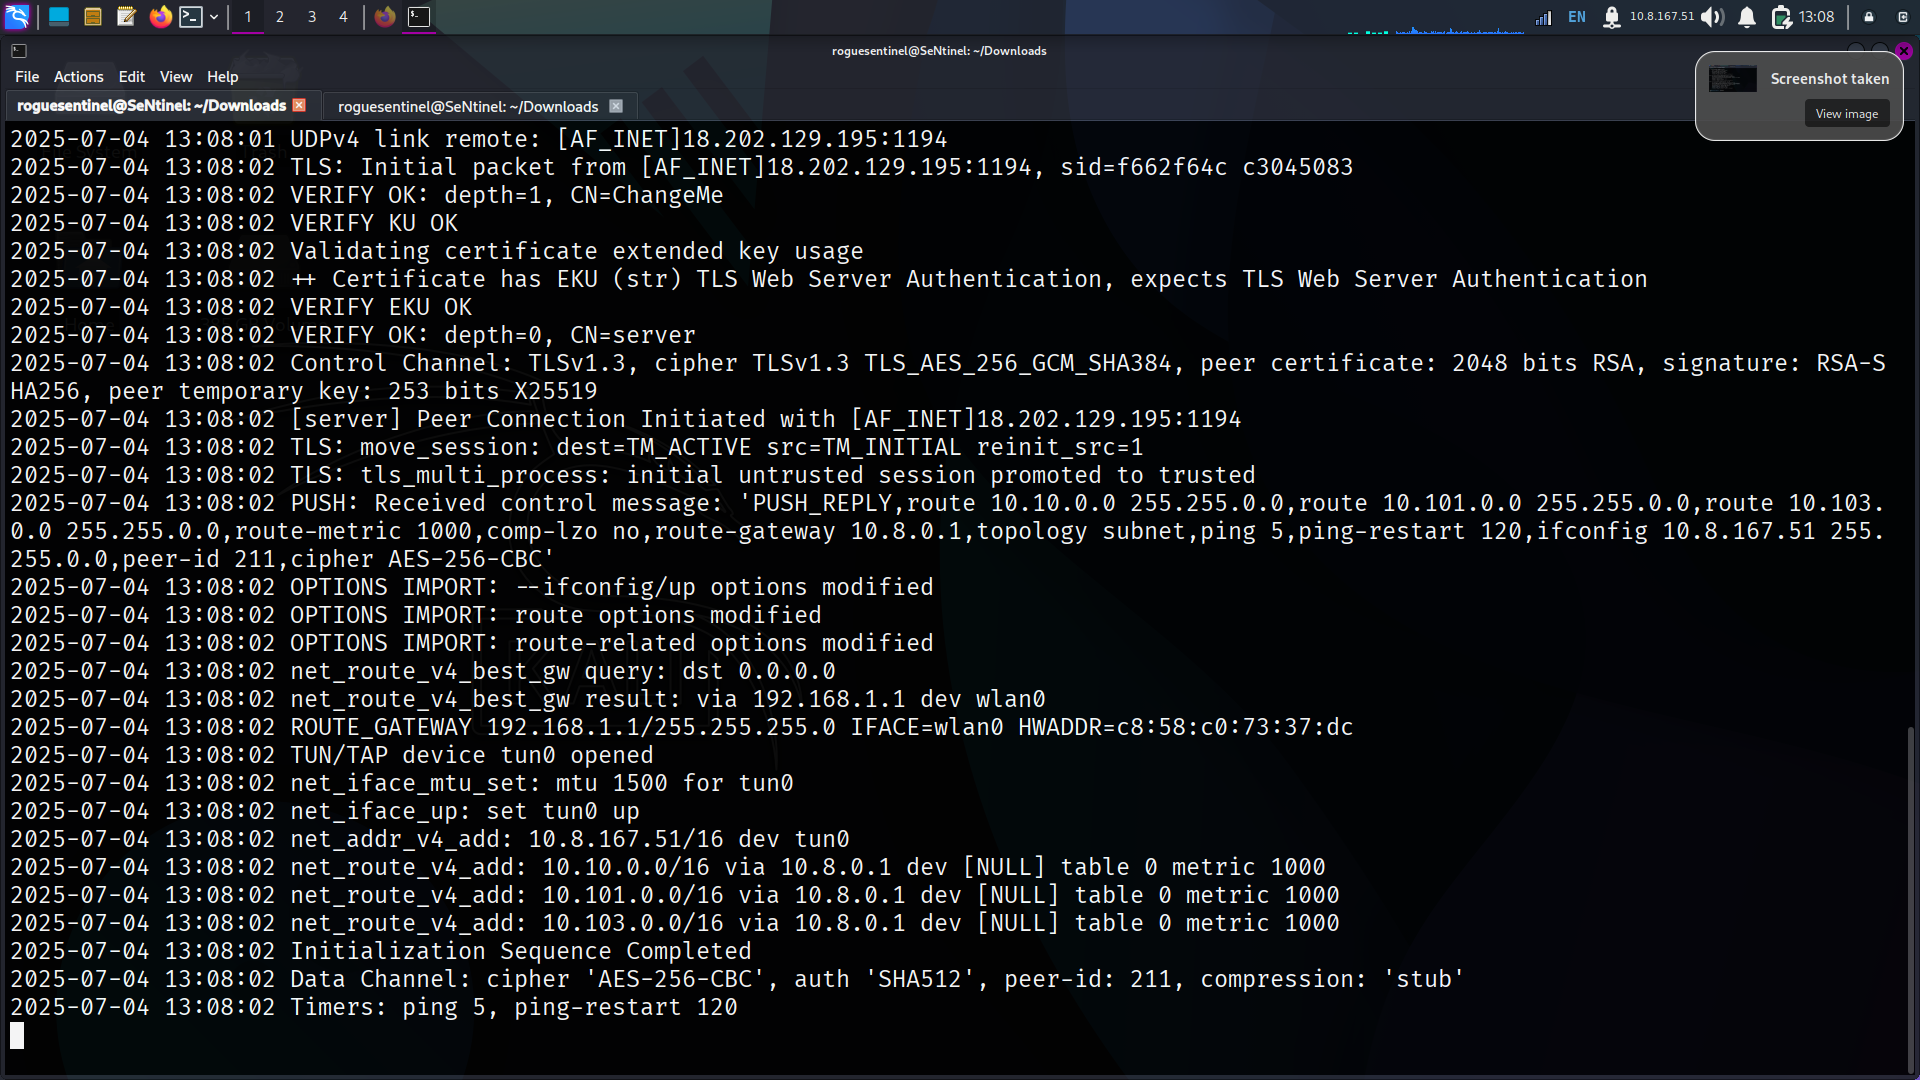 1 2 3 4 EN 10.8.167.51 13:08
roguesentinel@SeNtinel: ~/Downloads
File Actions Edit View Help
Screenshot taken
View image
roguesentinel@SeNtinel: ~/Downloads roguesentinel@SeNtinel: ~/Downloads
2025-07-04 13:08:01 UDPv4 link remote: [AF_INET]18.202.129.195:1194
2025-07-04 13:08:02 TLS: Initial packet from [AF_INET]18.202.129.195:1194, sid=f662f64c c3045083
2025-07-04 13:08:02 VERIFY OK: depth=1, CN=ChangeMe
2025-07-04 13:08:02 VERIFY KU OK
2025-07-04 13:08:02 Validating certificate extended key usage
2025-07-04 13:08:02 ++ Certificate has EKU (str) TLS Web Server Authentication, expects TLS Web Server Authentication
2025-07-04 13:08:02 VERIFY EKU OK
2025-07-04 13:08:02 VERIFY OK: depth=0, CN=server
2025-07-04 13:08:02 Control Channel: TLSv1.3, cipher TLSv1.3 TLS_AES_256_GCM_SHA384, peer certificate: 2048 bits RSA, signature: RSA-S
HA256, peer temporary key: 253 bits X25519
2025-07-04 13:08:02 [server] Peer Connection Initiated with [AF_INET]18.202.129.195:1194
2025-07-04 13:08:02 TLS: move_session: dest=TM_ACTIVE src=TM_INITIAL reinit_src=1
2025-07-04 13:08:02 TLS: tls_multi_process: initial untrusted session promoted to trusted
2025-07-04 13:08:02 PUSH: Received control message: 'PUSH_REPLY,route 10.10.0.0 255.255.0.0,route 10.101.0.0 255.255.0.0,route 10.103.
0.0 255.255.0.0,route-metric 1000,comp-lzo no,route-gateway 10.8.0.1,topology subnet,ping 5,ping-restart 120,ifconfig 10.8.167.51 255.
255.0.0,peer-id 211,cipher AES-256-CBC'
2025-07-04 13:08:02 OPTIONS IMPORT: --ifconfig/up options modified
2025-07-04 13:08:02 OPTIONS IMPORT: route options modified
2025-07-04 13:08:02 OPTIONS IMPORT: route-related options modified
2025-07-04 13:08:02 net_route_v4_best_gw query: dst 0.0.0.0
2025-07-04 13:08:02 net_route_v4_best_gw result: via 192.168.1.1 dev wlan0
2025-07-04 13:08:02 ROUTE_GATEWAY 192.168.1.1/255.255.255.0 IFACE=wlan0 HWADDR=c8:58:c0:73:37:dc
2025-07-04 13:08:02 TUN/TAP device tun0 opened
2025-07-04 13:08:02 net_iface_mtu_set: mtu 1500 for tun0
2025-07-04 13:08:02 net_iface_up: set tun0 up
2025-07-04 13:08:02 net_addr_v4_add: 10.8.167.51/16 dev tun0
2025-07-04 13:08:02 net_route_v4_add: 10.10.0.0/16 via 10.8.0.1 dev [NULL] table 0 metric 1000
2025-07-04 13:08:02 net_route_v4_add: 10.101.0.0/16 via 10.8.0.1 dev [NULL] table 0 metric 1000
2025-07-04 13:08:02 net_route_v4_add: 10.103.0.0/16 via 10.8.0.1 dev [NULL] table 0 metric 1000
2025-07-04 13:08:02 Initialization Sequence Completed
2025-07-04 13:08:02 Data Channel: cipher 'AES-256-CBC', auth 'SHA512', peer-id: 211, compression: 'stub'
2025-07-04 13:08:02 Timers: ping 5, ping-restart 120